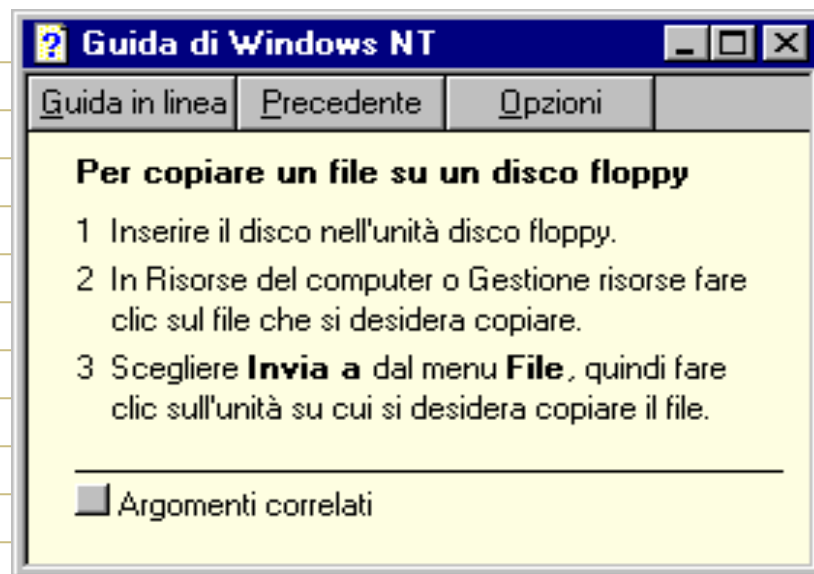 Guida di Windows NT
Guida in linea Precedente Opzioni
Per copiare un file su un disco floppy
1 Inserire il disco nell'unità disco floppy.
2 In Risorse del computer o Gestione risorse fare
clic sul file che si desidera copiare.
3 Scegliere Invia a dal menu File, quindi fare
clic sull'unità su cui si desidera copiare il file.
Argomenti correlati